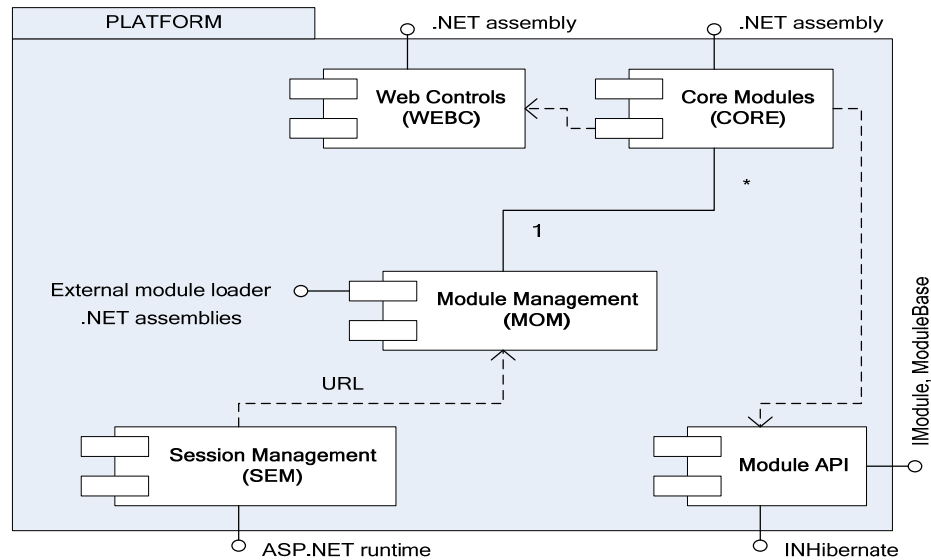 PLATFORM
.NET assembly
.NET assembly
Web Controls
(WEBC)
Core Modules
(CORE)
*
1
External module loader
.NET assemblies
Module Management
(MOM)
URL
IModule, ModuleBase
Session Management
(SEM)
Module API
ASP.NET runtime
INHibernate